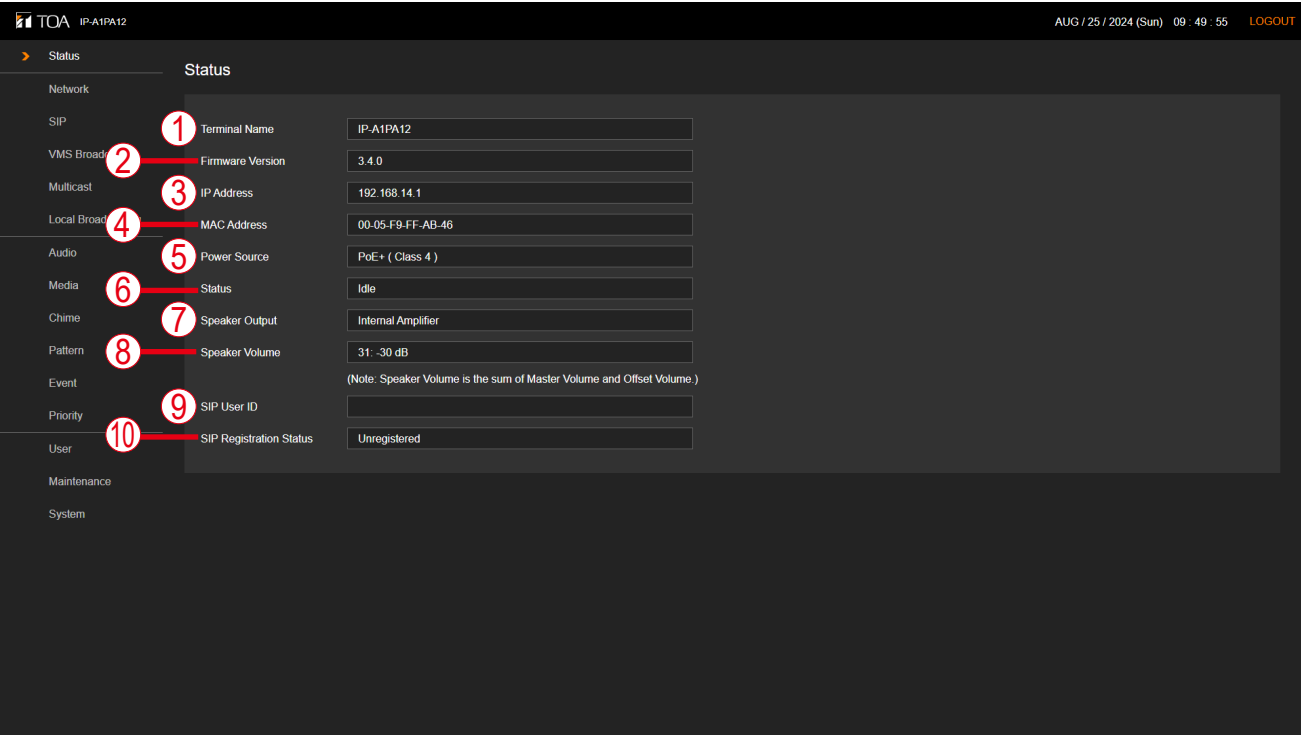 TOA IP-A1PA12 AUG / 25 / 2024 (Sun) 09 : 49 : 55 LOGOUT
Status
Network
SIP
VMS Broad
Multicast
Local Broad
Audio
Media
Chime
Pattern
Event
Priority
User
Maintenance
System
Status
1 Terminal Name IP-A1PA12
2 Firmware Version 3.4.0
3 IP Address 192.168.14.1
4 MAC Address 00-05-F9-FF-AB-46
5 Power Source PoE+ ( Class 4 )
6 Status Idle
7 Speaker Output Internal Amplifier
8 Speaker Volume 31: -30 dB
(Note: Speaker Volume is the sum of Master Volume and Offset Volume.)
9 SIP User ID
10 SIP Registration Status Unregistered